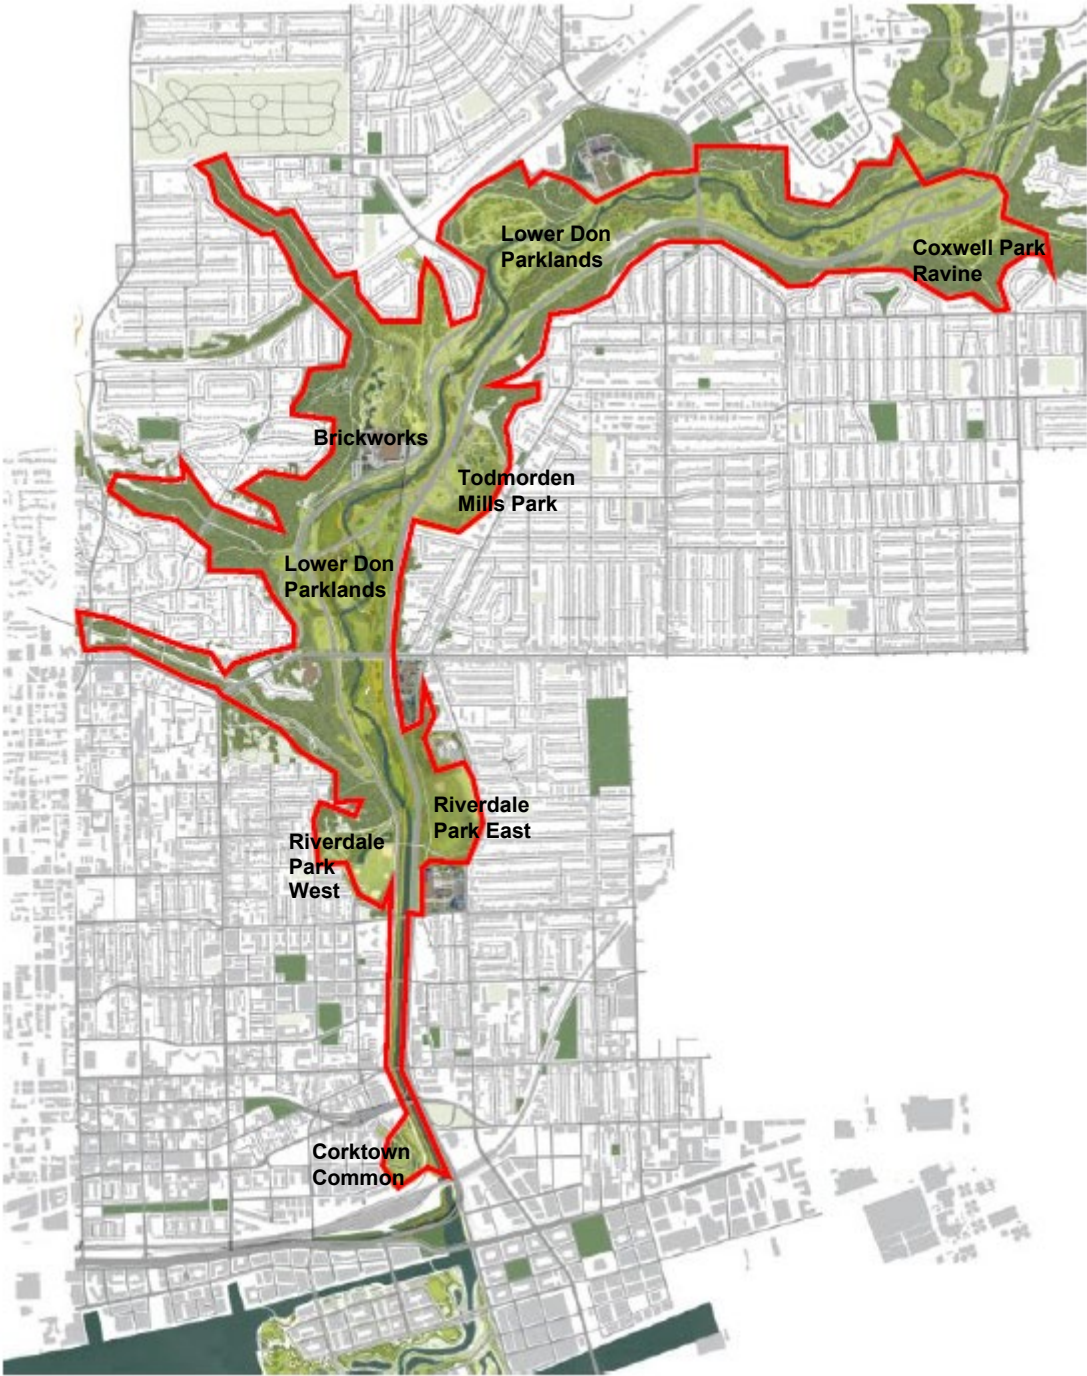 Lower Don
Parklands
Coxwell Park
Ravine
Brickworks
Todmorden
Mills Park
Lower Don
Parklands
Riverdale
Park East
Riverdale
Park
West
Corktown
Common